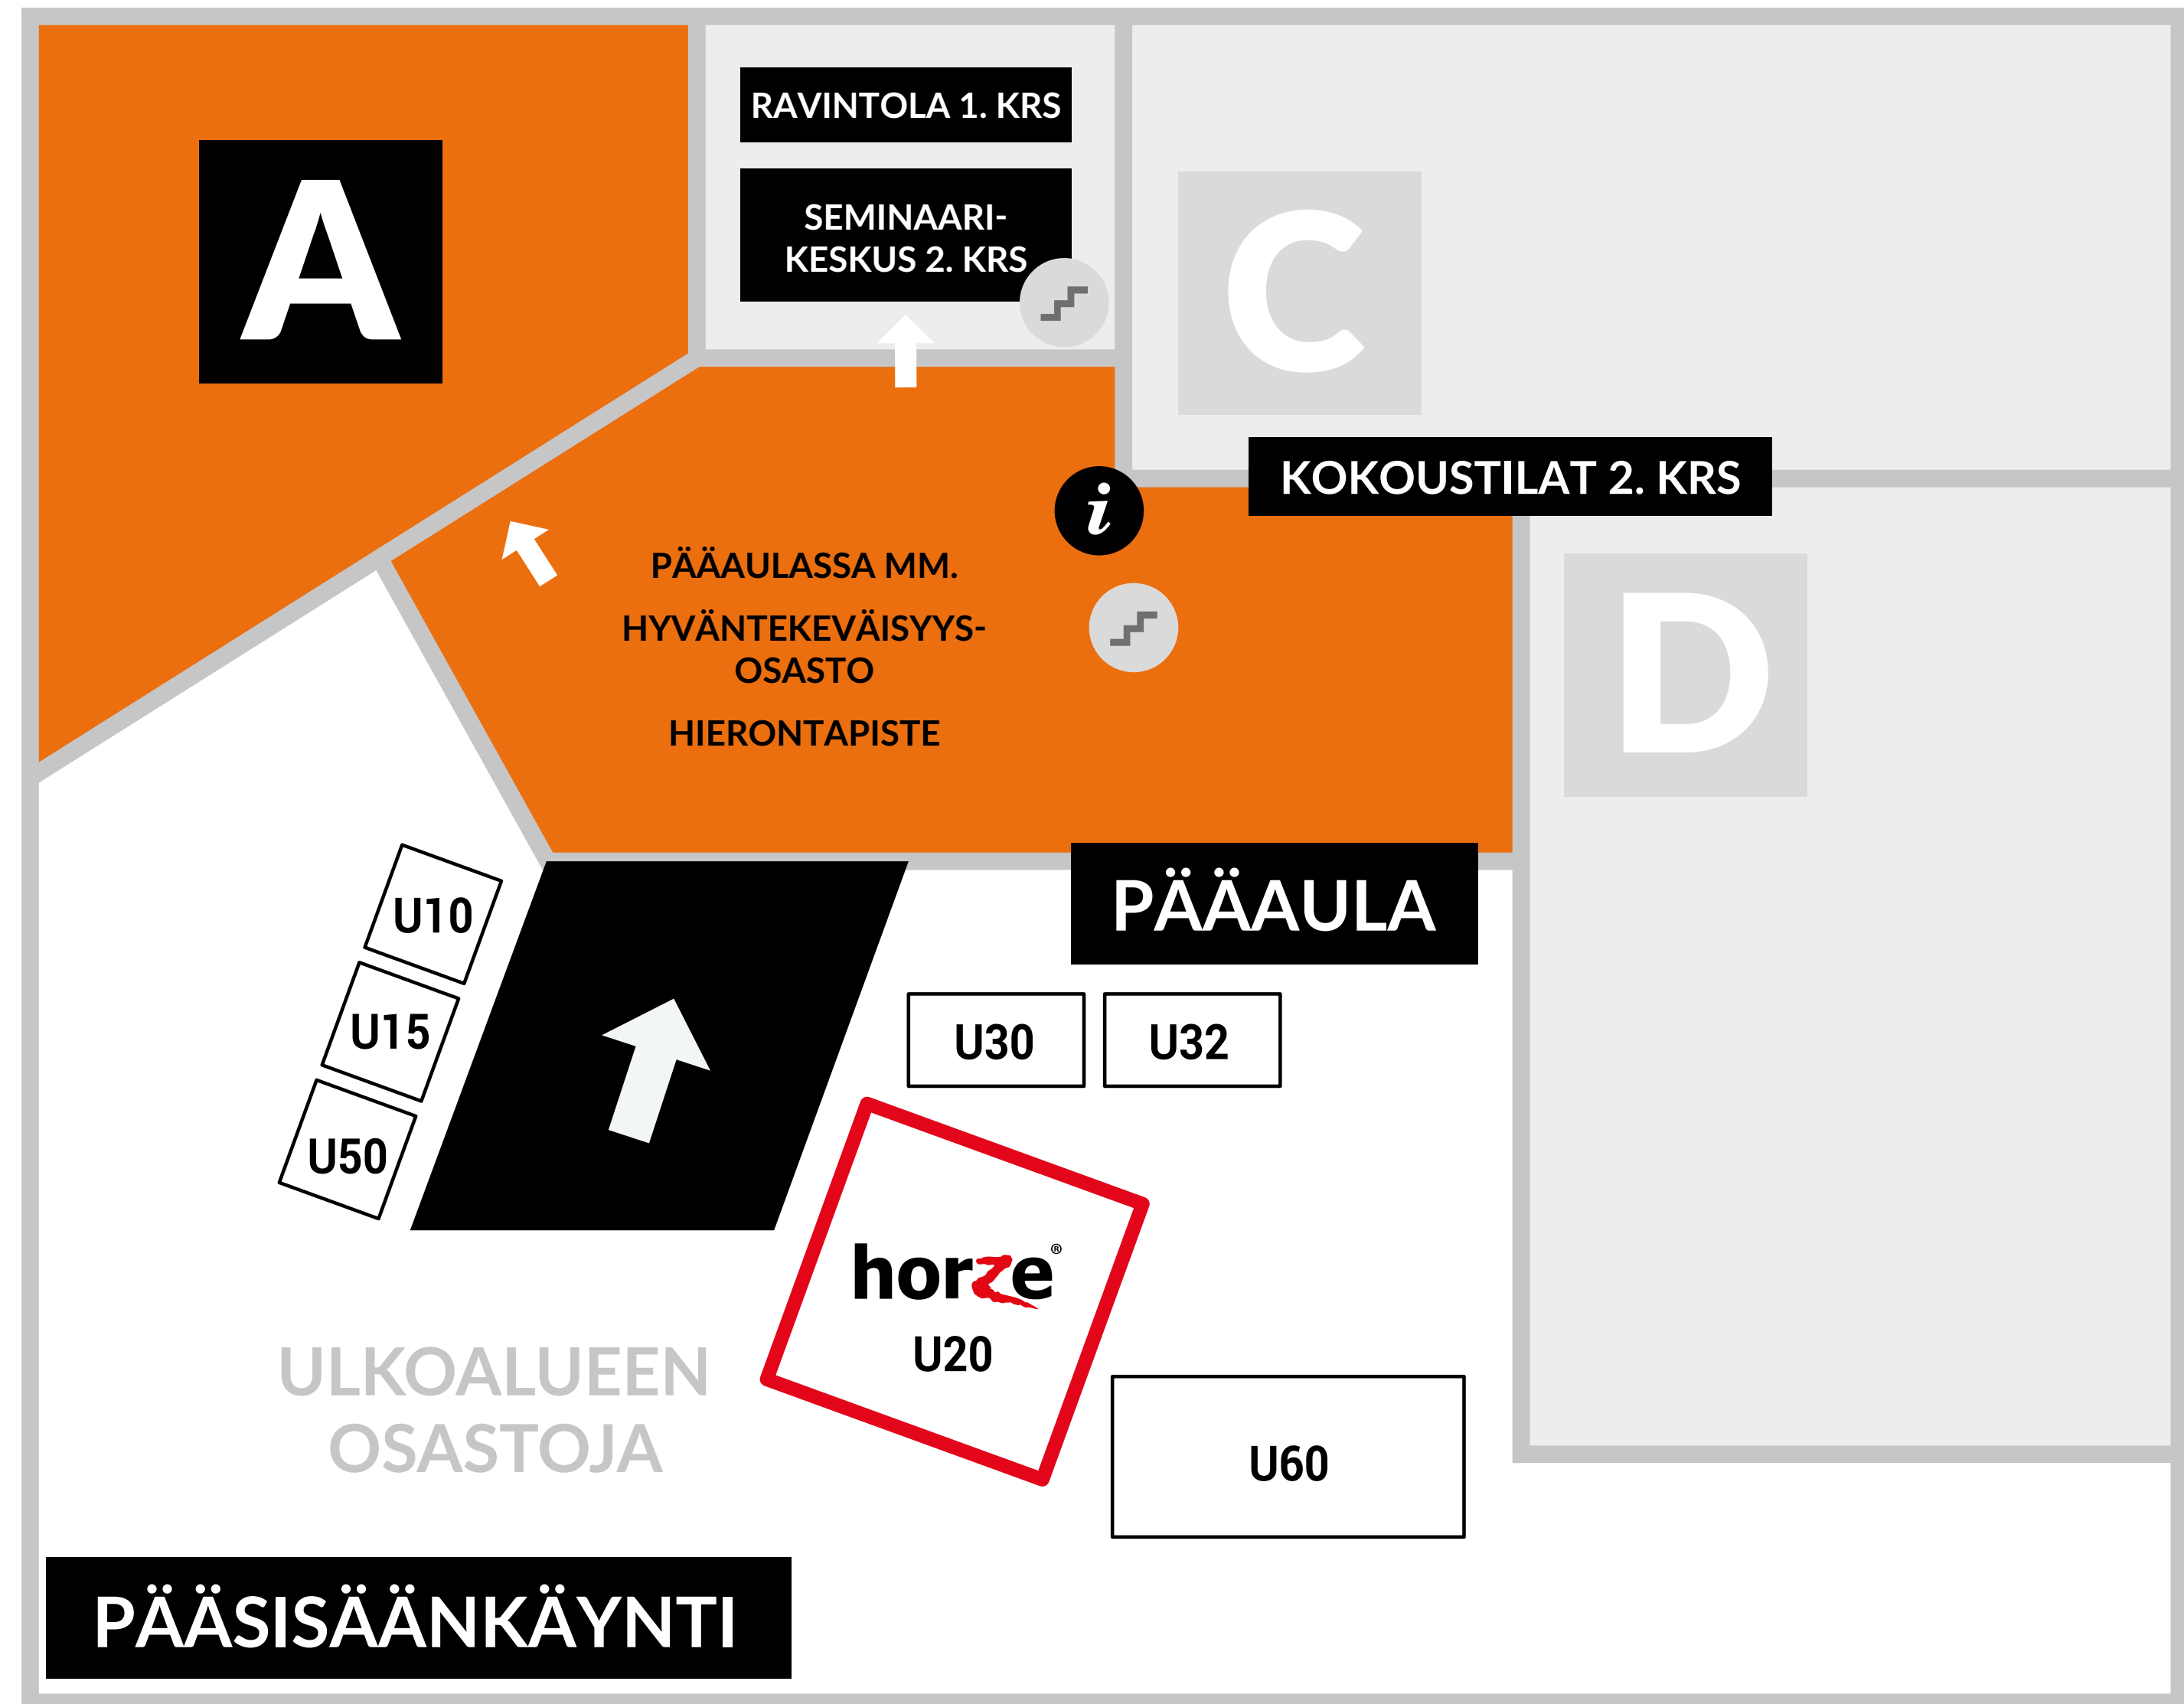 A
RAVINTOLA 1. KRS
SEMINAARI-
KESKUS 2. KRS
C
KOKOUSTILAT 2. KRS
i
PÄÄAULASSA MM.
HYVÄNTEKEVÄISYYS-
OSASTO
HIERONTAPISTE
D
PÄÄAULA
U10
U15
U50
U30
U32
horze®
U20
U60
ULKOALUEEN
OSASTOJA
PÄÄSISÄÄNKÄYNTI